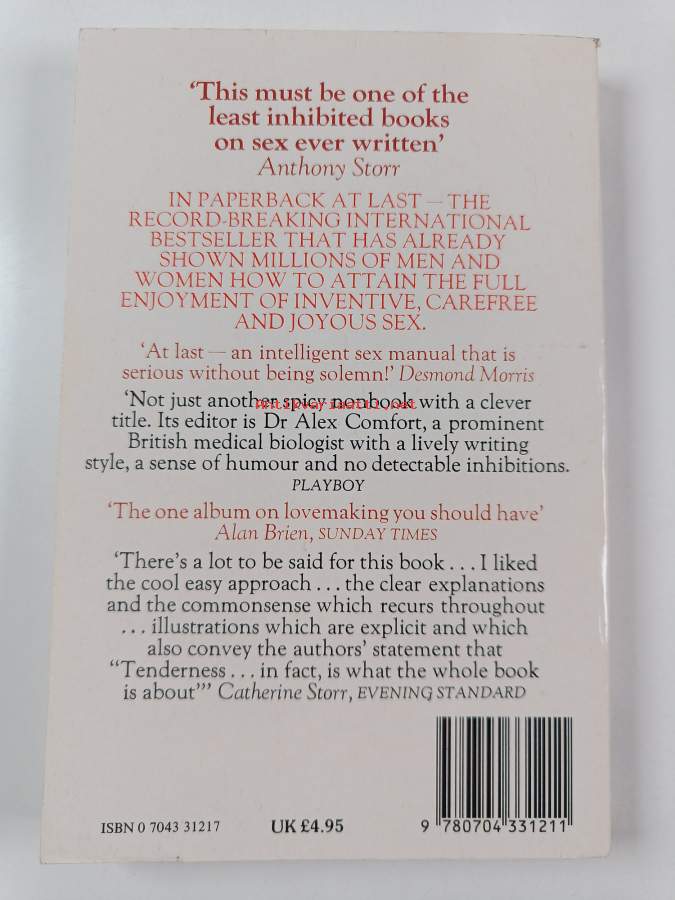 ‘This must be one of the
least inhibited books
on sex ever written’
Anthony Storr
IN PAPERBACK AT LAST — THE
RECORD-BREAKING INTERNATIONAL
BESTSELLER THAT HAS ALREADY
SHOWN MILLIONS OF MEN AND
WOMEN HOW TO ATTAIN THE FULL
ENJOYMENT OF INVENTIVE, CAREFREE
AND JOYOUS SEX.
‘At last — an intelligent sex manual that is
serious without being solemn!’ Desmond Morris
‘Not just another spicy nonbook with a clever
title. Its editor is Dr Alex Comfort, a prominent
British medical biologist with a lively writing
style, a sense of humour and no detectable inhibitions.
PLAYBOY
‘The one album on lovemaking you should have’
Alan Brien, SUNDAY TIMES
‘There’s a lot to be said for this book . . . I liked
the cool easy approach . . . the clear explanations
and the commonsense which recurs throughout
. . . illustrations which are explicit and which
also convey the authors’ statement that
“Tenderness . . . in fact, is what the whole book
is about”’ Catherine Storr, EVENING STANDARD
ISBN 0 7043 31217
UK £4.95
9 780704 331211
Antikvariaatti.net